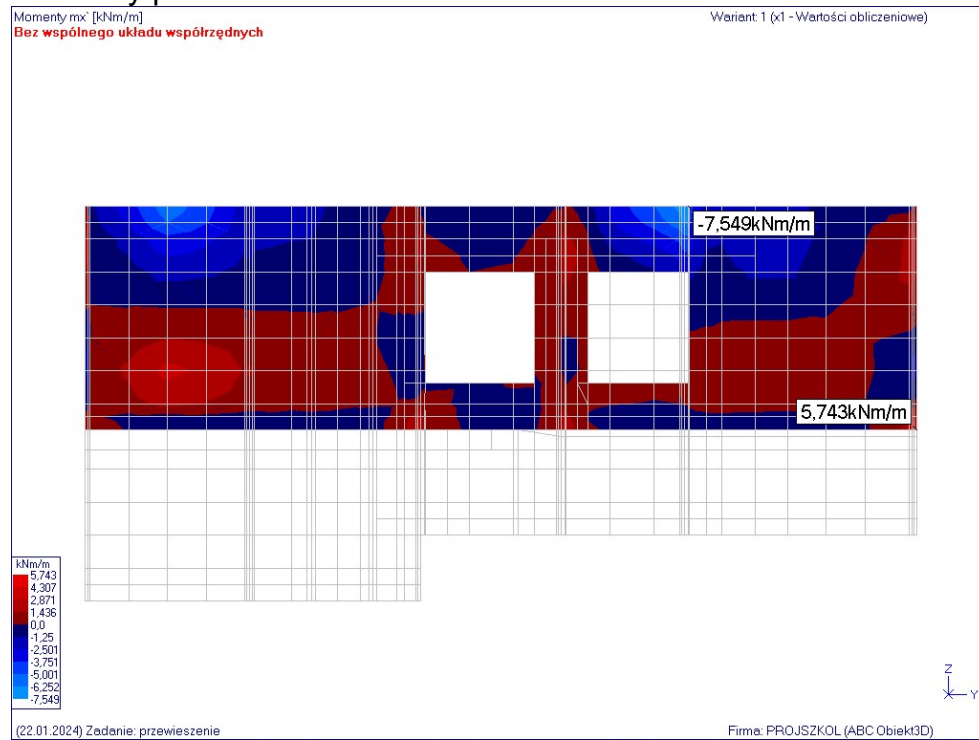 Momenty mx` [kNm/m]
Wariant: 1 (x1 - Wartości obliczeniowe)
Bez wspólnego układu współrzędnych
-7,549kNm/m
5,743kNm/m
kNm/m
5,743
4,307
2,871
1,436
0,0
-1,25
-2,501
-3,751
-5,001
-6,252
-7,549
Z
Y
(22.01.2024) Zadanie: przewieszenie
Firma: PROJSZKOL (ABC Obiekt3D)